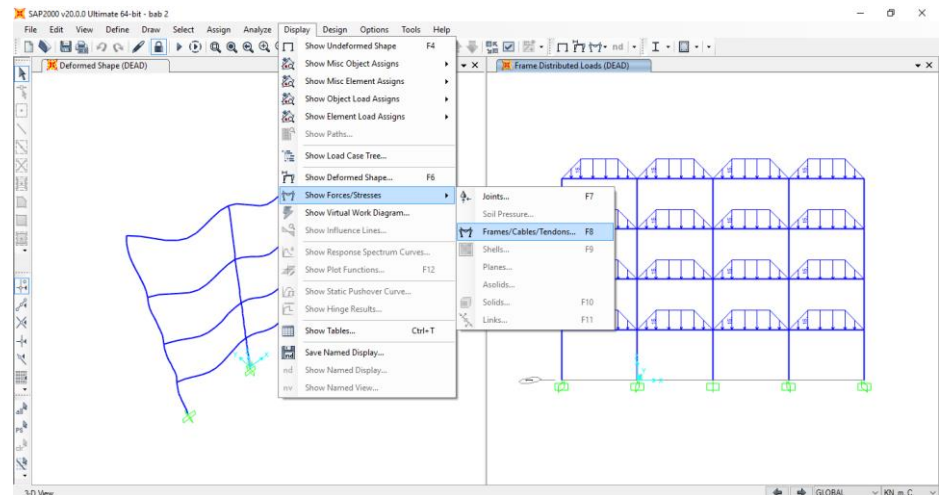 SAP2000 v20.0.0 Ultimate 64-bit - bab 2
File Edit View Define Draw Select Assign Analyze Display Design Options Tools Help
nd
Deformed Shape (DEAD)
Frame Distributed Loads (DEAD)
Show Undeformed Shape F4
Show Misc Object Assigns
Show Misc Element Assigns
Show Object Load Assigns
Show Element Load Assigns
Show Paths...
Show Load Case Tree...
Show Deformed Shape... F6
Show Forces/Stresses
Show Virtual Work Diagram...
Show Influence Lines...
Show Response Spectrum Curves...
Show Plot Functions... F12
Show Static Pushover Curve...
Show Hinge Results...
Show Tables... Ctrl+T
Save Named Display...
nd Show Named Display...
nv Show Named View...
Joints... F7
Soil Pressure...
Frames/Cables/Tendons... F8
Shells... F9
Planes...
Asolids...
Solids... F10
Links... F11
3-D View
GLOBAL
KN, m, C